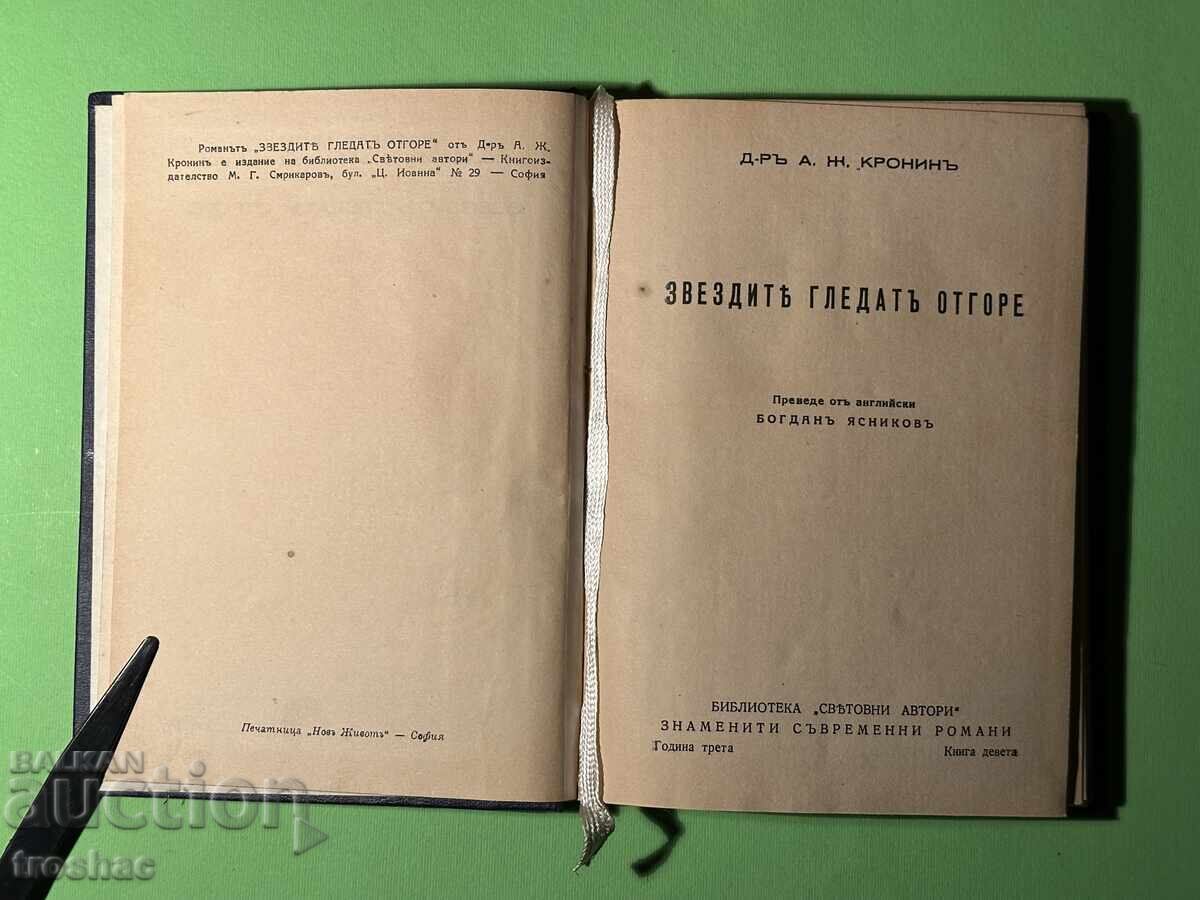 Романътъ „ЗВЕЗДИТѢ ГЛЕДАТЪ ОТГОРЕ“ отъ Д-ръ А. Ж.
Кронинъ е издание на библиотека „Свѣтовни автори“ — Книгоиз-
дателство М. Г. Смрикаровъ, бул. „Ц. Иоанна“ № 29 — София
Печатница „Новъ Животъ“ — София
Д-РЪ А. Ж. КРОНИНЪ
ЗВЕЗДИТѢ ГЛЕДАТЪ ОТГОРЕ
Преведе отъ английски
БОГДАНЪ ЯСНИКОВЪ
БИБЛИОТЕКА „СВѢТОВНИ АВТОРИ“
ЗНАМЕНИТИ СЪВРЕМЕННИ РОМАНИ
Година трета Книга девета
BALKAN
auction
troshac